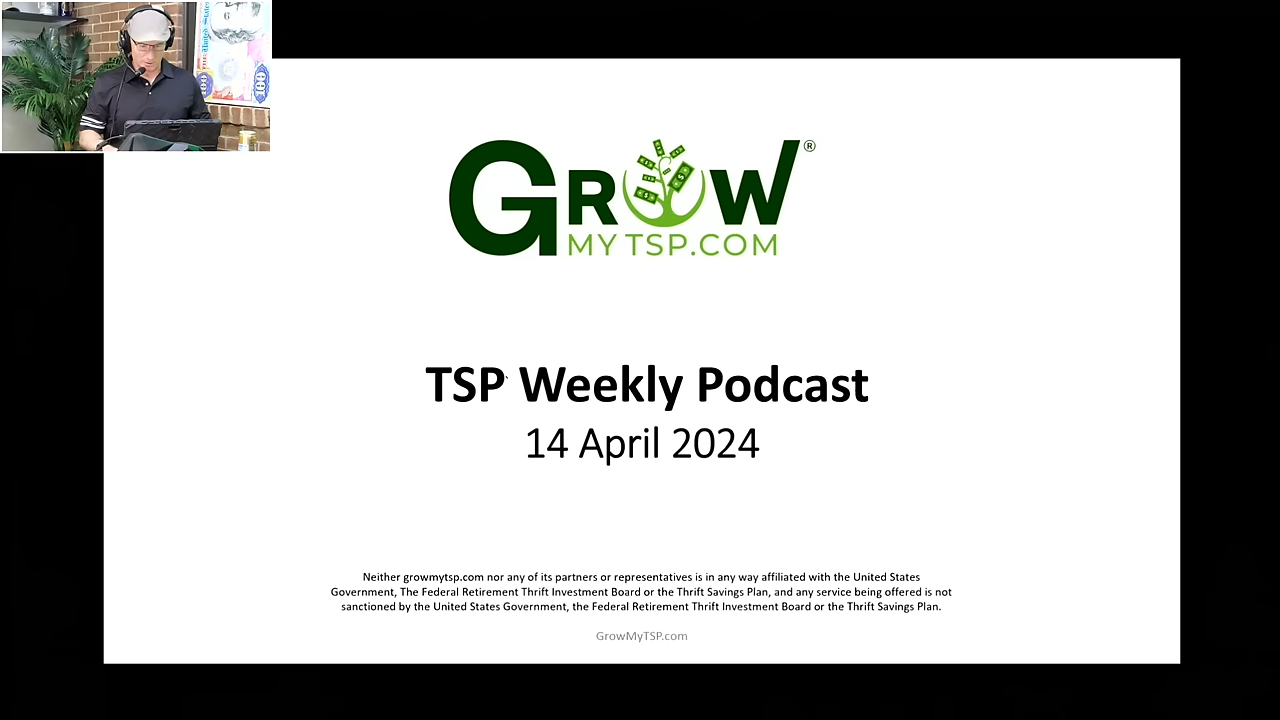 GROW®
MY TSP.COM
TSP Weekly Podcast
14 April 2024
Neither growmytsp.com nor any of its partners or representatives is in any way affiliated with the United States
Government, The Federal Retirement Thrift Investment Board or the Thrift Savings Plan, and any service being offered is not
sanctioned by the United States Government, the Federal Retirement Thrift Investment Board or the Thrift Savings Plan.
GrowMyTSP.com